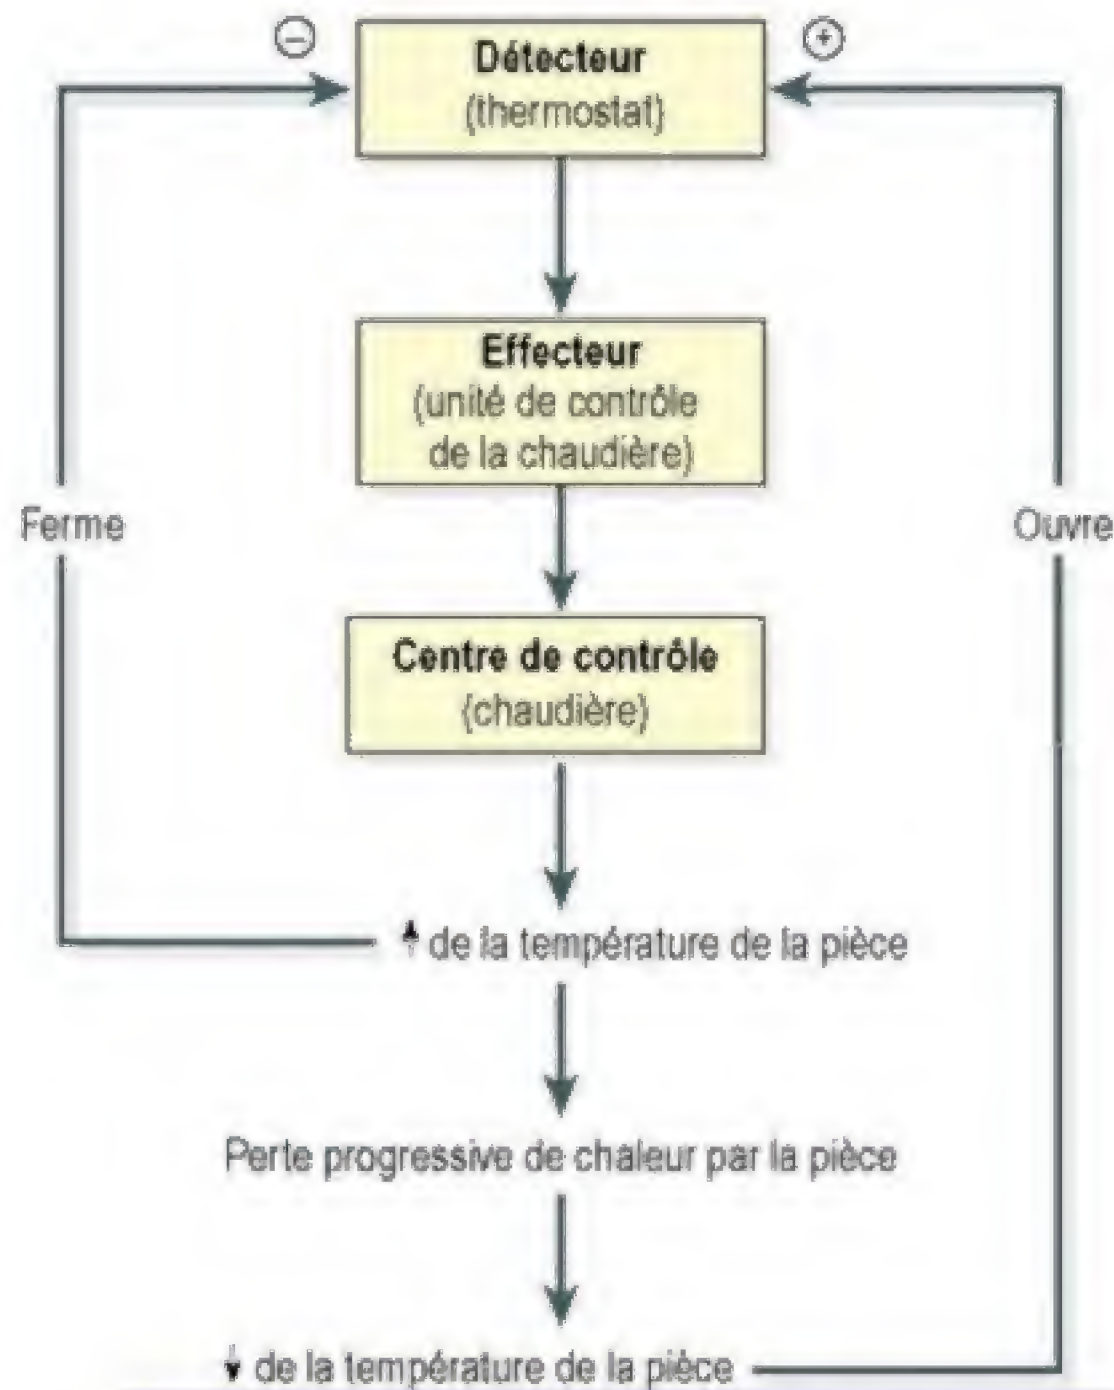 ⊖
⊕
Détecteur
(thermostat)
Effecteur
(unité de contrôle
de la chaudière)
Ferme
Ouvre
Centre de contrôle
(chaudière)
↑ de la température de la pièce
Perte progressive de chaleur par la pièce
↓ de la température de la pièce